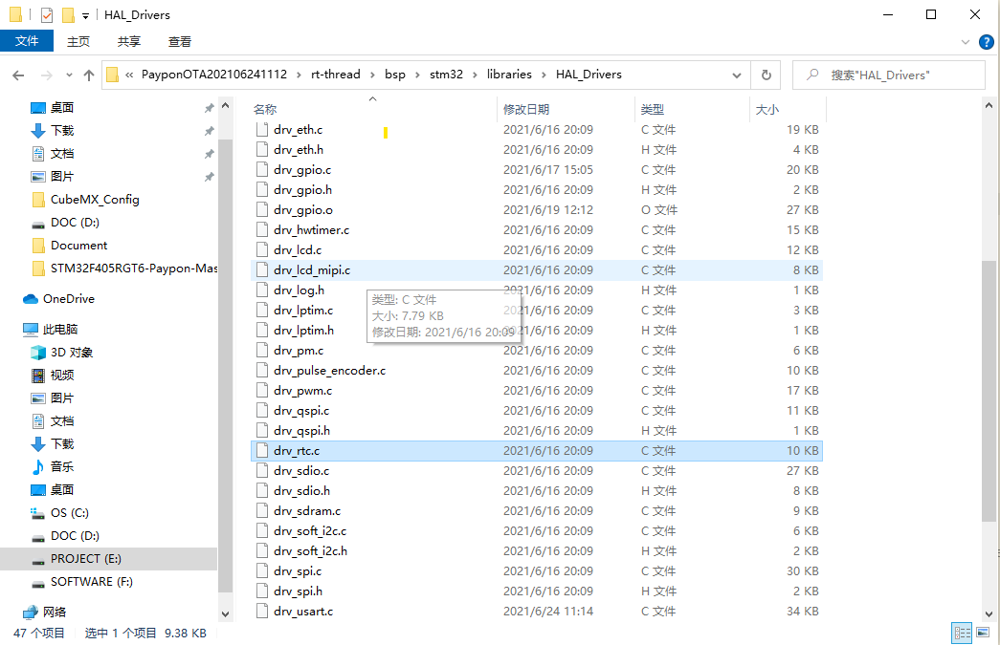 HAL_Drivers
文件 主页 共享 查看
« PayponOTA202106241112 › rt-thread › bsp › stm32 › libraries › HAL_Drivers 搜索"HAL_Drivers"
桌面
下载
文档
图片
CubeMX_Config
DOC (D:)
Document
STM32F405RGT6-Paypon-Mas
OneDrive
此电脑
3D 对象
视频
图片
文档
下载
音乐
桌面
OS (C:)
DOC (D:)
PROJECT (E:)
SOFTWARE (F:)
网络
名称 修改日期 类型 大小
drv_eth.c 2021/6/16 20:09 C 文件 19 KB
drv_eth.h 2021/6/16 20:09 H 文件 4 KB
drv_gpio.c 2021/6/17 15:05 C 文件 20 KB
drv_gpio.h 2021/6/16 20:09 H 文件 2 KB
drv_gpio.o 2021/6/19 12:12 O 文件 27 KB
drv_hwtimer.c 2021/6/16 20:09 C 文件 15 KB
drv_lcd.c 2021/6/16 20:09 C 文件 12 KB
drv_lcd_mipi.c 2021/6/16 20:09 C 文件 8 KB
drv_log.h 2021/6/16 20:09 H 文件 1 KB
drv_lptim.c 2021/6/16 20:09 C 文件 3 KB
drv_lptim.h 2021/6/16 20:09 H 文件 1 KB
类型: C 文件
大小: 7.79 KB
修改日期: 2021/6/16 20:09
drv_pm.c 2021/6/16 20:09 C 文件 6 KB
drv_pulse_encoder.c 2021/6/16 20:09 C 文件 10 KB
drv_pwm.c 2021/6/16 20:09 C 文件 17 KB
drv_qspi.c 2021/6/16 20:09 C 文件 11 KB
drv_qspi.h 2021/6/16 20:09 H 文件 1 KB
drv_rtc.c 2021/6/16 20:09 C 文件 10 KB
drv_sdio.c 2021/6/16 20:09 C 文件 27 KB
drv_sdio.h 2021/6/16 20:09 H 文件 8 KB
drv_sdram.c 2021/6/16 20:09 C 文件 9 KB
drv_soft_i2c.c 2021/6/16 20:09 C 文件 6 KB
drv_soft_i2c.h 2021/6/16 20:09 H 文件 2 KB
drv_spi.c 2021/6/16 20:09 C 文件 30 KB
drv_spi.h 2021/6/16 20:09 H 文件 2 KB
drv_usart.c 2021/6/24 11:14 C 文件 34 KB
47 个项目 选中 1 个项目 9.38 KB